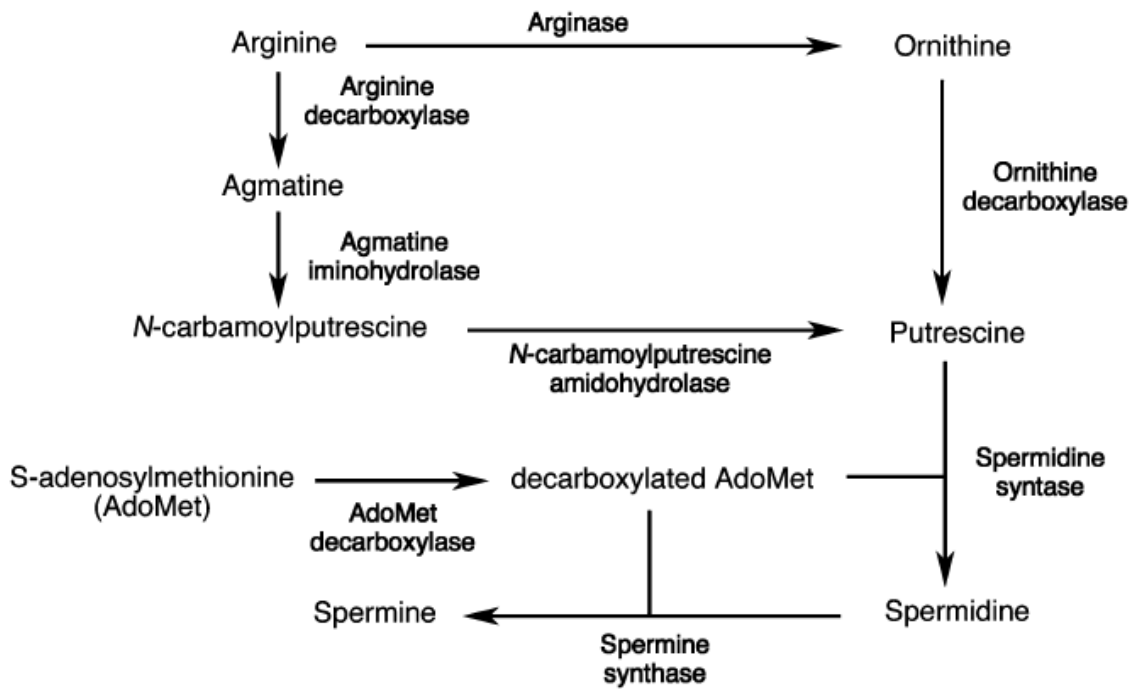 Arginine
Arginase
Ornithine
Arginine
decarboxylase
Agmatine
Ornithine
decarboxylase
Agmatine
iminohydrolase
N-carbamoylputrescine
N-carbamoylputrescine
amidohydrolase
Putrescine
S-adenosylmethionine
(AdoMet)
AdoMet
decarboxylase
decarboxylated AdoMet
Spermidine
syntase
Spermine
Spermine
synthase
Spermidine